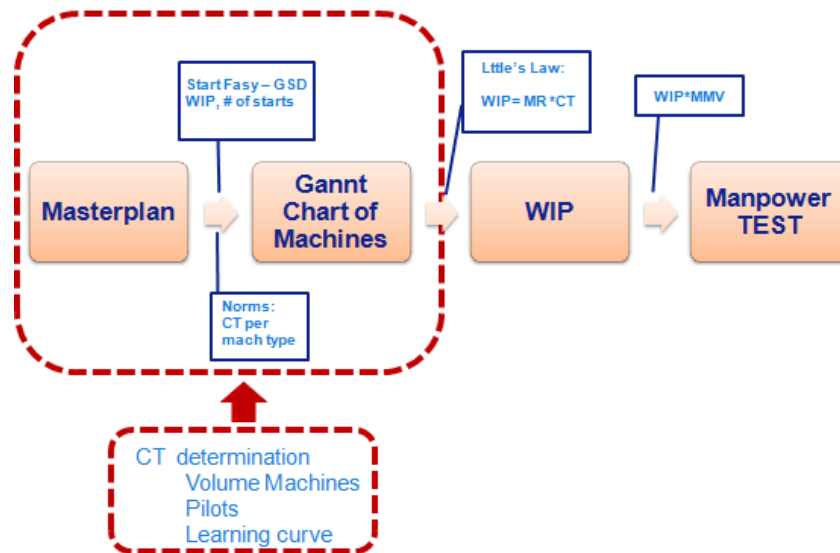 Start Fasy – GSD
WIP, # of starts
Lttle's Law:
WIP= MR*CT
WIP*MMV
Masterplan
Gannt
Chart of
Machines
WIP
Manpower
TEST
Norms:
CT per
mach type
CT determination
Volume Machines
Pilots
Learning curve